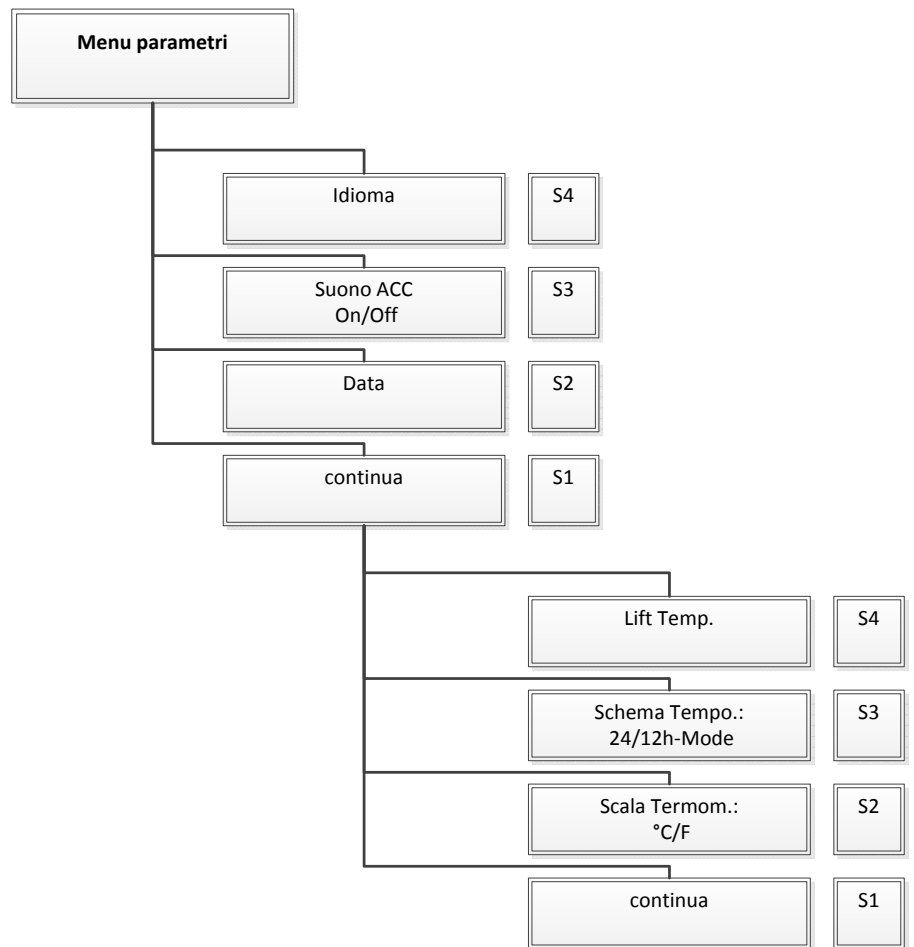 Menu parametri
Idioma
S4
Suono ACC
On/Off
S3
Data
S2
continua
S1
Lift Temp.
S4
Schema Tempo.:
24/12h-Mode
S3
Scala Termom.:
°C/F
S2
continua
S1